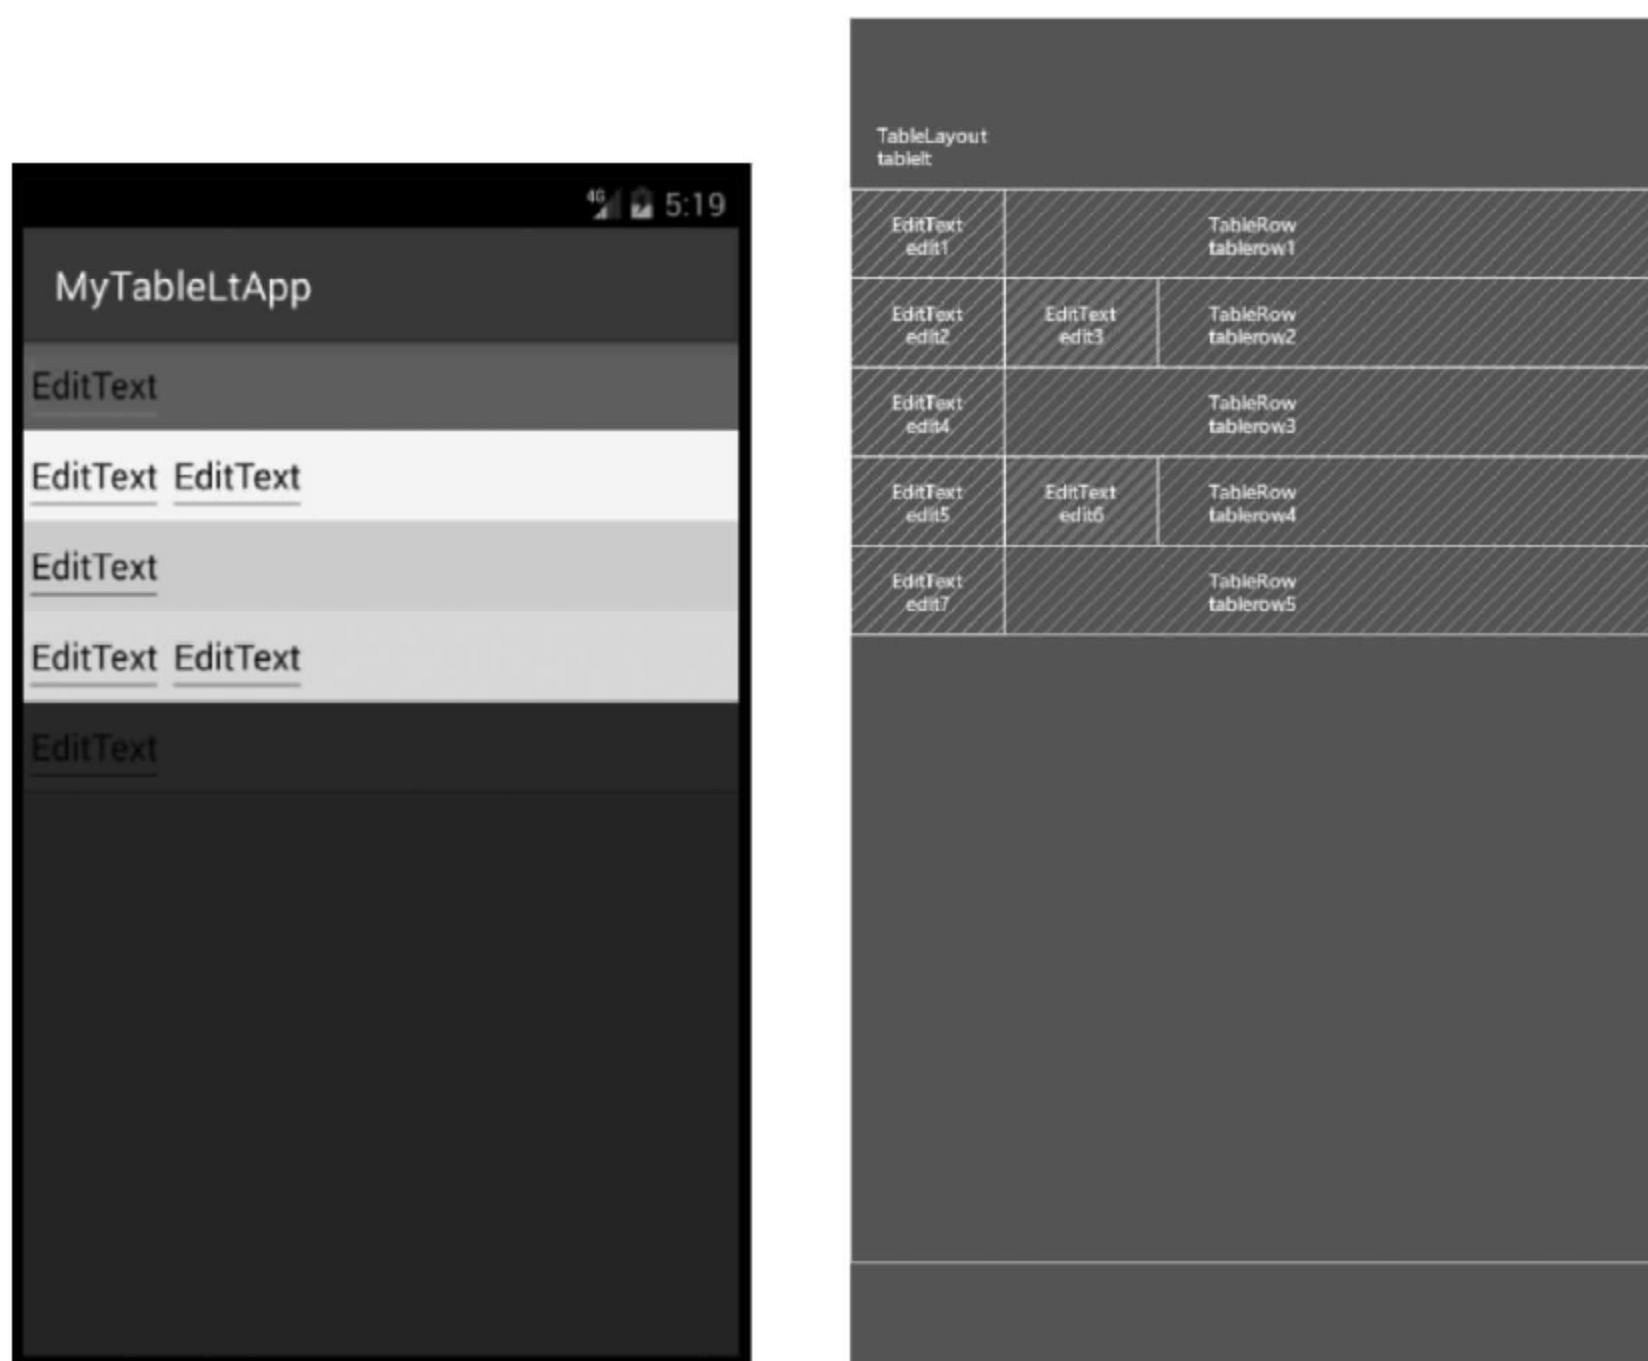 4G 5:19
MyTableLtApp
EditText
EditText EditText
EditText
EditText EditText
EditText
TableLayout
tablelt
EditText TableRow
edit1 tablerow1
EditText EditText TableRow
edit2 edit3 tablerow2
EditText TableRow
edit4 tablerow3
EditText EditText TableRow
edit5 edit6 tablerow4
EditText TableRow
edit7 tablerow5